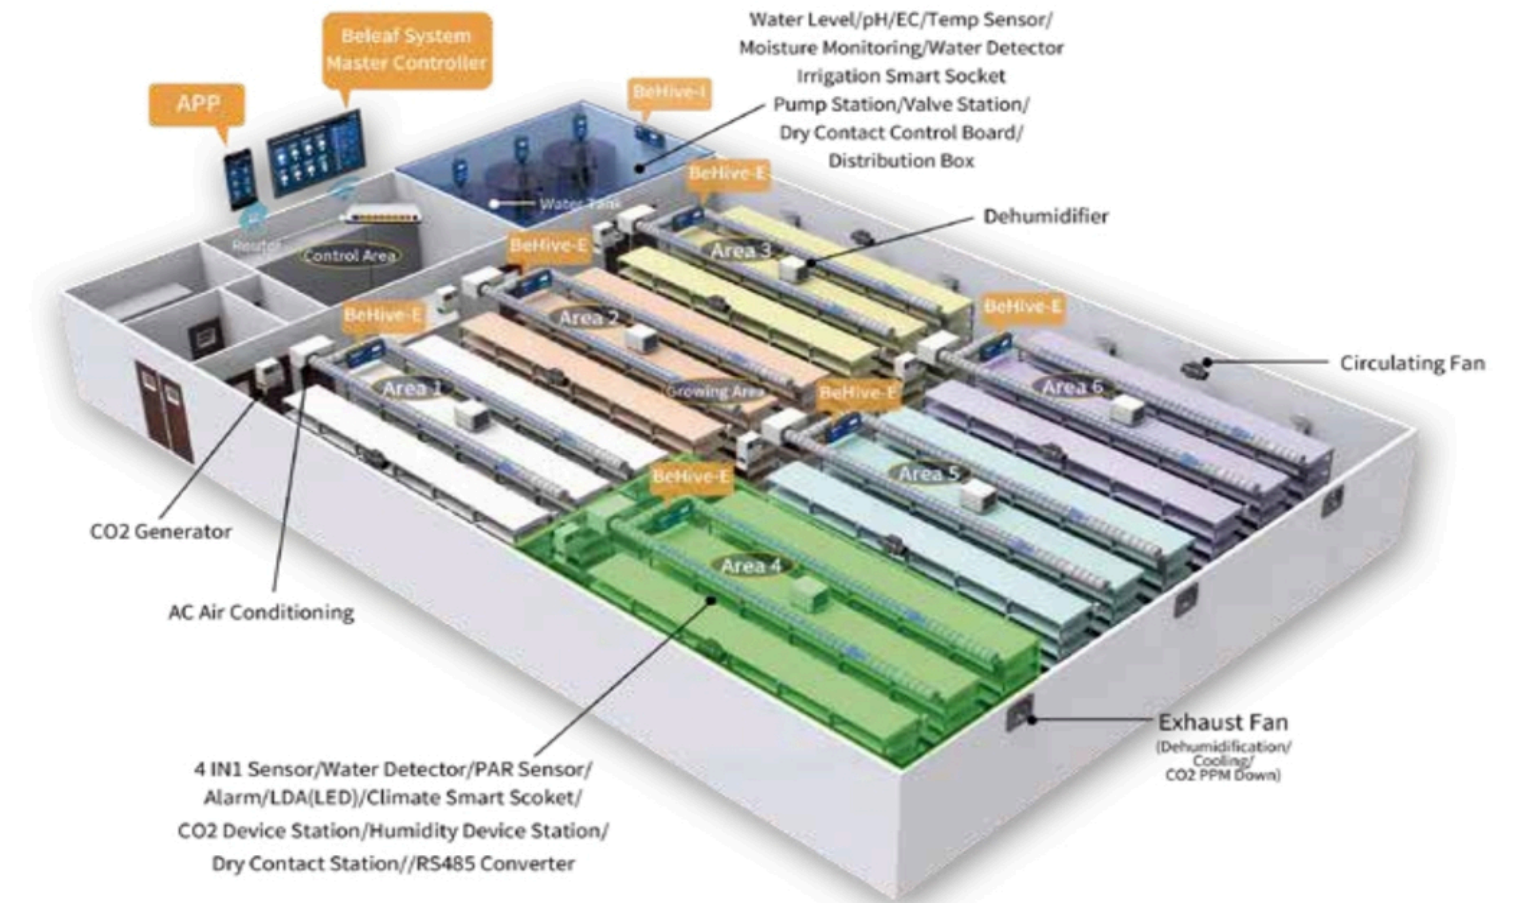 Water Level/pH/EC/Temp Sensor/
Moisture Monitoring/Water Detector
Irrigation Smart Socket
Pump Station/Valve Station/
Dry Contact Control Board/
Distribution Box
Beleaf System
Master Controller
APP
BeHive-I
BeHive-E
Water Tank
Dehumidifier
Router
Control Area
BeHive-E
Area 3
BeHive-E
BeHive-E
Area 2
Circulating Fan
Area 1
Growing Area
BeHive-E
Area 6
BeHive-E
Area 5
CO2 Generator
Area 4
AC Air Conditioning
Exhaust Fan
(Dehumidification/
Cooling/
CO2 PPM Down)
4 IN1 Sensor/Water Detector/PAR Sensor/
Alarm/LDA(LED)/Climate Smart Scoket/
CO2 Device Station/Humidity Device Station/
Dry Contact Station//RS485 Converter